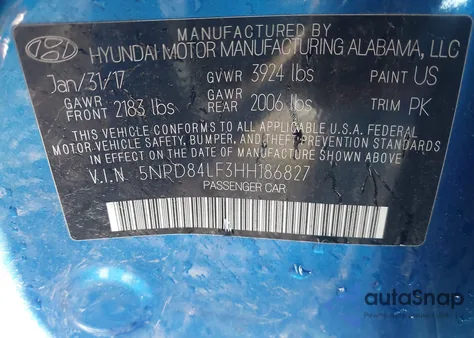 MANUFACTURED BY
HYUNDAI MOTOR MANUFACTURING ALABAMA, LLC
Jan/31/17 GVWR 3924 lbs PAINT US
GAWR FRONT 2183 lbs GAWR REAR 2006 lbs TRIM PK
THIS VEHICLE CONFORMS TO ALL APPLICABLE U.S.A. FEDERAL
MOTOR VEHICLE SAFETY, BUMPER, AND THEFT PREVENTION STANDARDS
IN EFFECT ON THE DATE OF MANUFACTURE SHOWN ABOVE.
V.I.N 5NPD84LF3HH186827
PASSENGER CAR
autoSnap